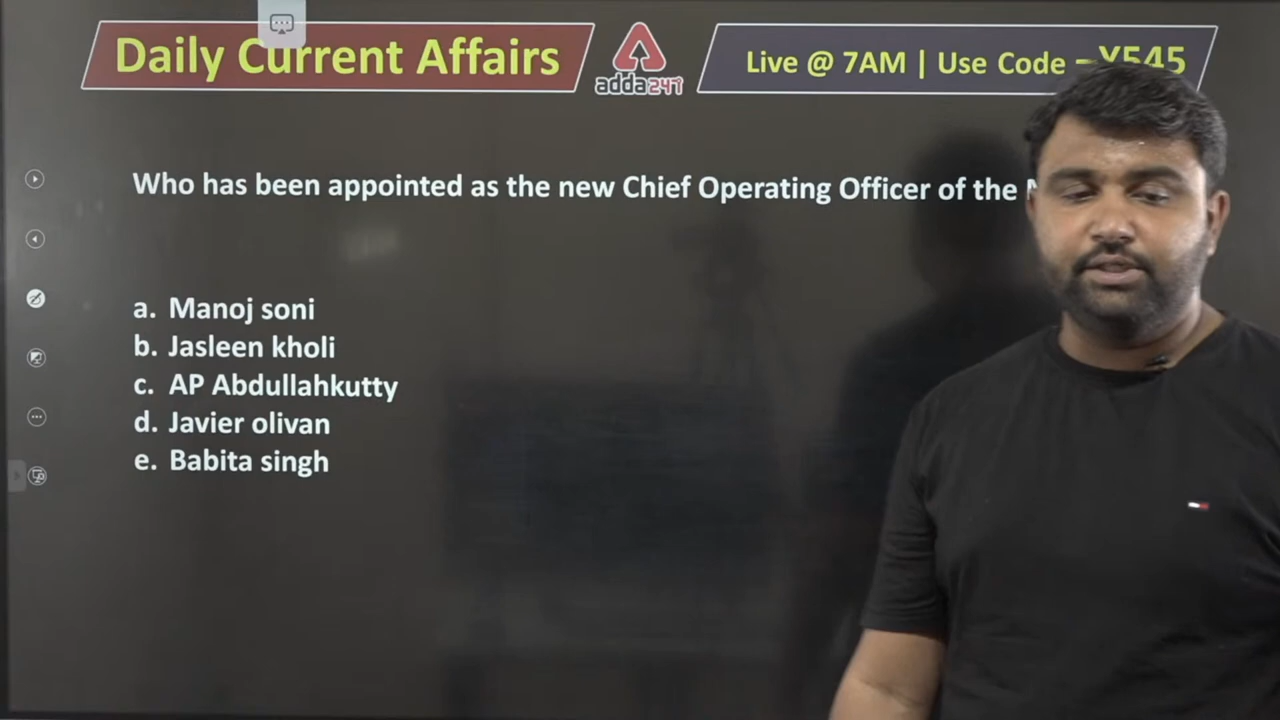 Daily Current Affairs
adda247
Live @ 7AM | Use Code – Y545
Who has been appointed as the new Chief Operating Officer of the
a. Manoj soni
b. Jasleen kholi
c. AP Abdullahkutty
d. Javier olivan
e. Babita singh